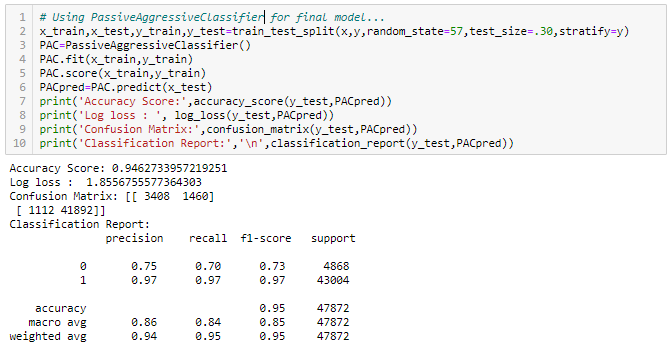 1 # Using PassiveAggressiveClassifier for final model...
2 x_train,x_test,y_train,y_test=train_test_split(x,y,random_state=57,test_size=.30,stratify=y)
3 PAC=PassiveAggressiveClassifier()
4 PAC.fit(x_train,y_train)
5 PAC.score(x_train,y_train)
6 PACpred=PAC.predict(x_test)
7 print('Accuracy Score:',accuracy_score(y_test,PACpred))
8 print('Log loss : ', log_loss(y_test,PACpred))
9 print('Confusion Matrix:',confusion_matrix(y_test,PACpred))
10 print('Classification Report:','\n',classification_report(y_test,PACpred))
Accuracy Score: 0.9462733957219251
Log loss :  1.8556755577364303
Confusion Matrix: [[ 3408  1460]
 [ 1112 41892]]
Classification Report:
precision    recall  f1-score   support
0       0.75      0.70      0.73      4868
1       0.97      0.97      0.97     43004
accuracy                           0.95     47872
macro avg       0.86      0.84      0.85     47872
weighted avg       0.94      0.95      0.95     47872